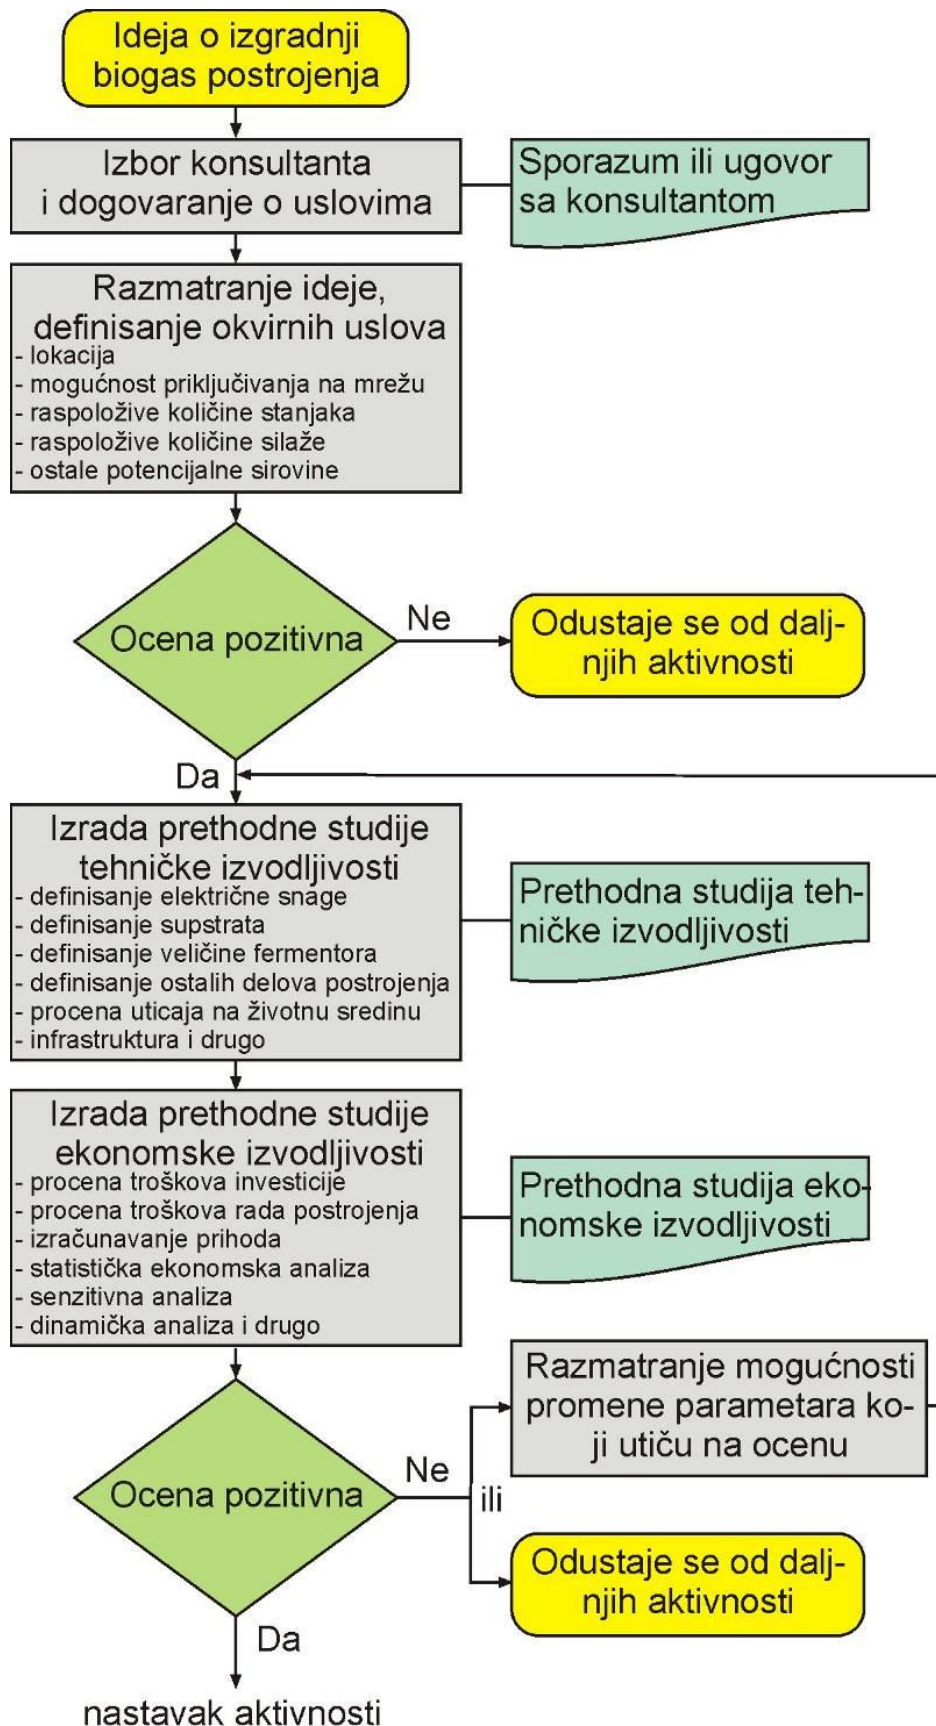 Ideja o izgradnji
biogas postrojenja
Izbor konsultanta
i dogovaranje o uslovima
Sporazum ili ugovor
sa konsultantom
Razmatranje ideje,
definisanje okvirnih uslova
- lokacija
- mogućnost priključivanja na mrežu
- raspoložive količine stanjaka
- raspoložive količine silaže
- ostale potencijalne sirovine
Ocena pozitivna
Ne
Odustaje se od dalj-
njih aktivnosti
Da
Izrada prethodne studije
tehničke izvodljivosti
- definisanje električne snage
- definisanje supstrata
- definisanje veličine fermentora
- definisanje ostalih delova postrojenja
- procena uticaja na životnu sredinu
- infrastruktura i drugo
Prethodna studija teh-
ničke izvodljivosti
Izrada prethodne studije
ekonomske izvodljivosti
- procena troškova investicije
- procena troškova rada postrojenja
- izračunavanje prihoda
- statistička ekonomska analiza
- senzitivna analiza
- dinamička analiza i drugo
Prethodna studija eko-
nomske izvodljivosti
Razmatranje mogućnosti
promene parametara ko-
ji utiču na ocenu
Ocena pozitivna
Ne
ili
Odustaje se od dalj-
njih aktivnosti
Da
nastavak aktivnosti